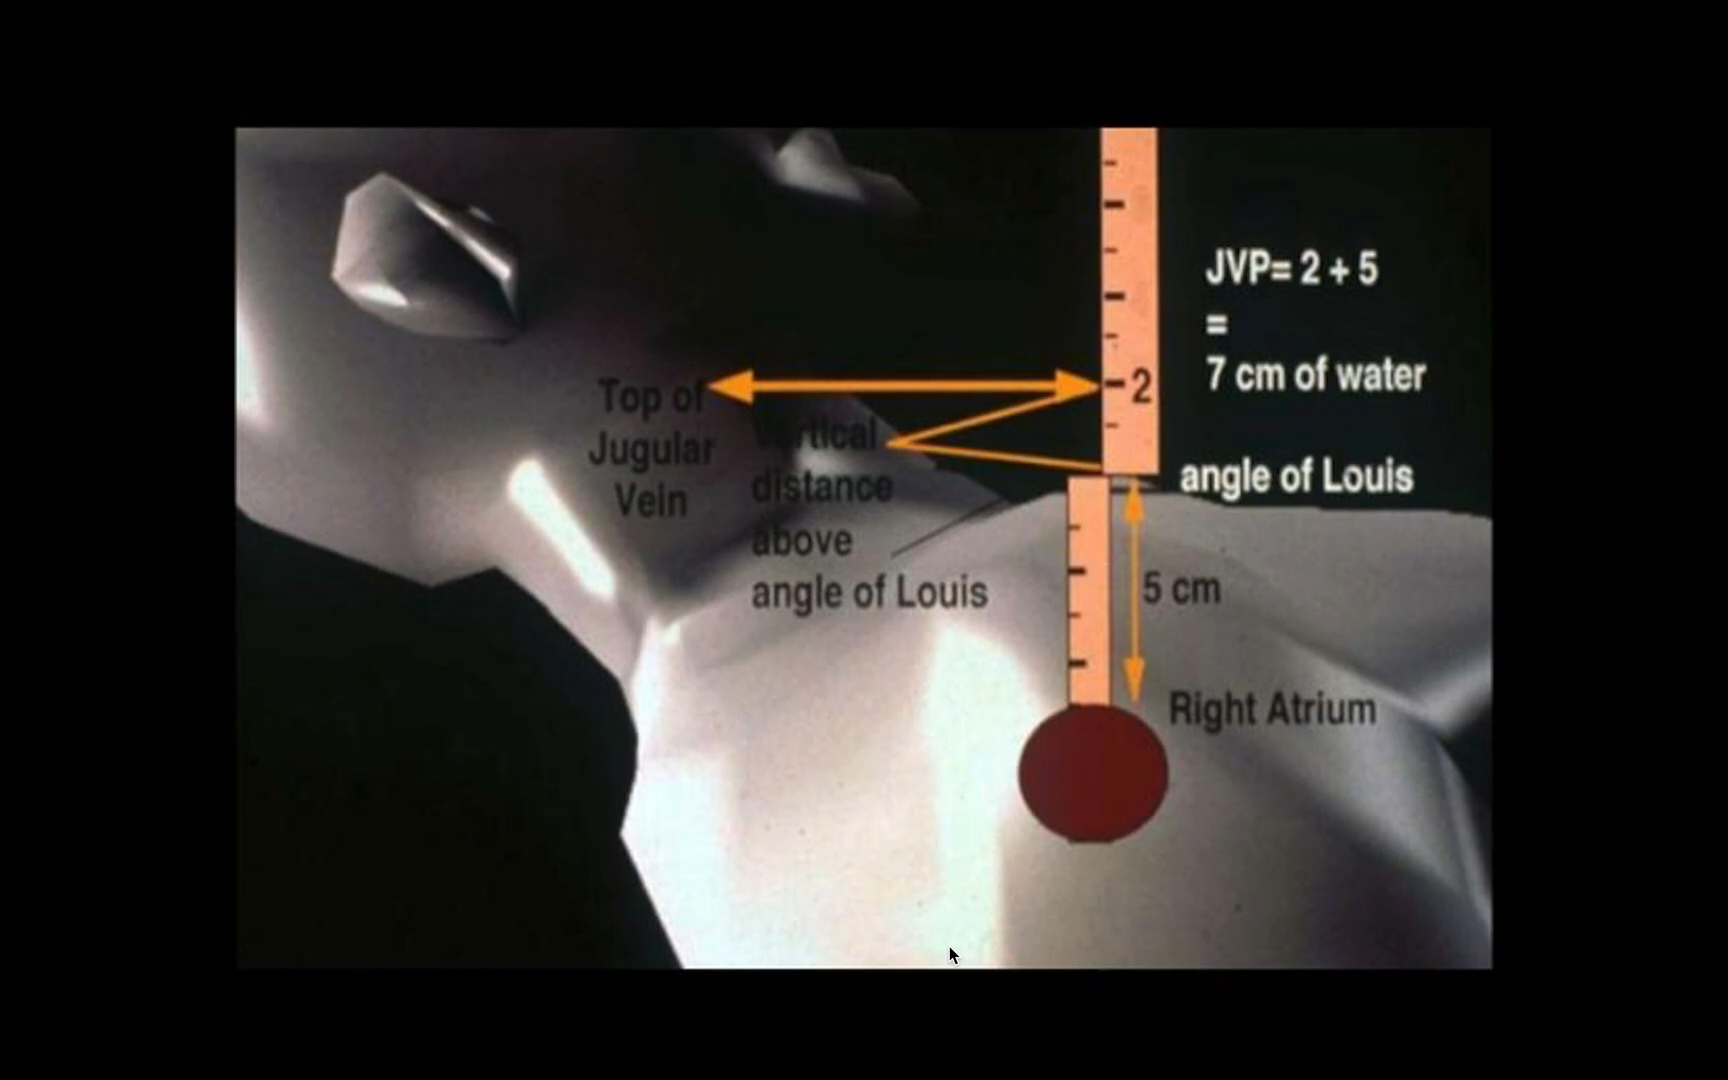 JVP= 2 + 5
=
7 cm of water
2
Top of
Jugular
Vein
Vertical
distance
above
angle of Louis
angle of Louis
5 cm
Right Atrium